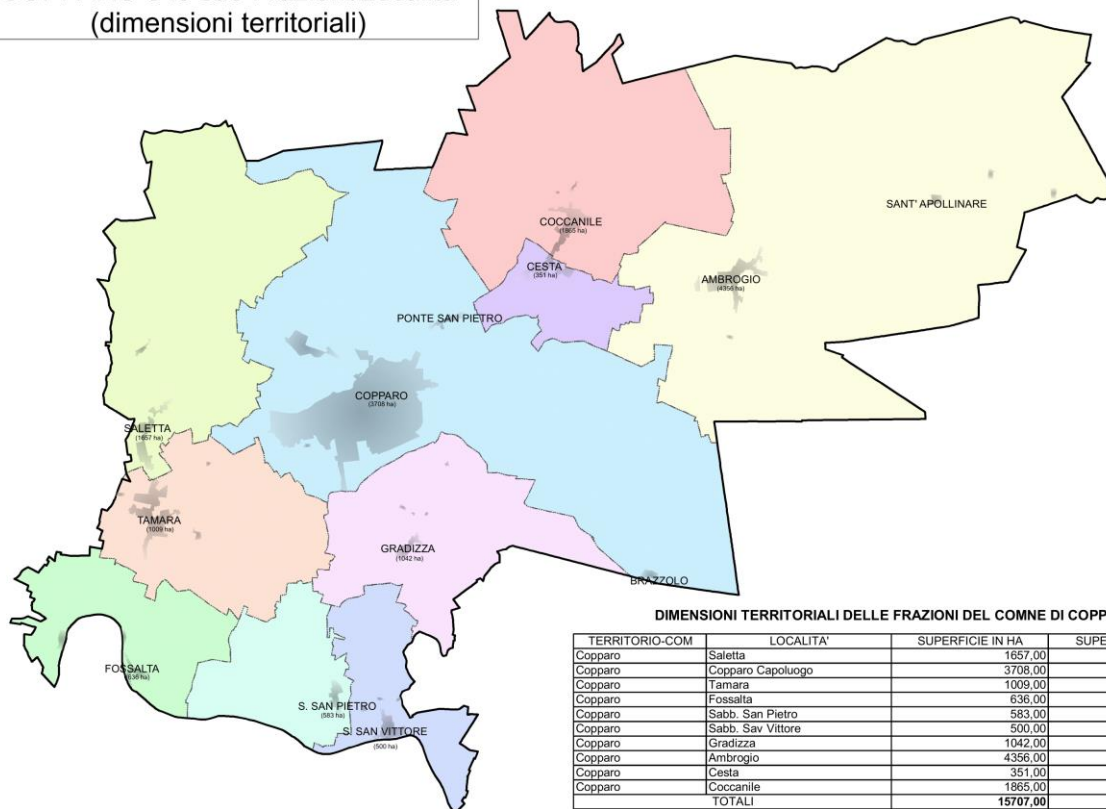 (dimensioni territoriali)
SANT' APOLLINARE
COCCANILE
(1865 ha)
CESTA
(351 ha)
AMBROGIO
(4356 ha)
PONTE SAN PIETRO
COPPARO
(3708 ha)
SALETTA
(1657 ha)
TAMARA
(1009 ha)
GRADIZZA
(1042 ha)
BRAZZOLO
FOSSALTA
(636 ha)
S. SAN PIETRO
(583 ha)
S. SAN VITTORE
(500 ha)
DIMENSIONI TERRITORIALI DELLE FRAZIONI DEL COMNE DI COPP
TERRITORIO-COM LOCALITA' SUPERFICIE IN HA SUPE
Copparo Saletta 1657,00
Copparo Copparo Capoluogo 3708,00
Copparo Tamara 1009,00
Copparo Fossalta 636,00
Copparo Sabb. San Pietro 583,00
Copparo Sabb. Sav Vittore 500,00
Copparo Gradizza 1042,00
Copparo Ambrogio 4356,00
Copparo Cesta 351,00
Copparo Coccanile 1865,00
TOTALI 15707,00